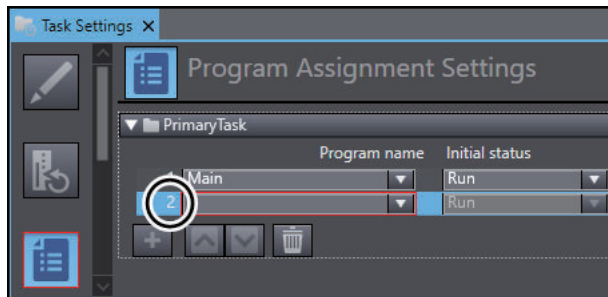 Task Settings
Program Assignment Settings
PrimaryTask
Program name Initial status
1 Main Run
2 Run